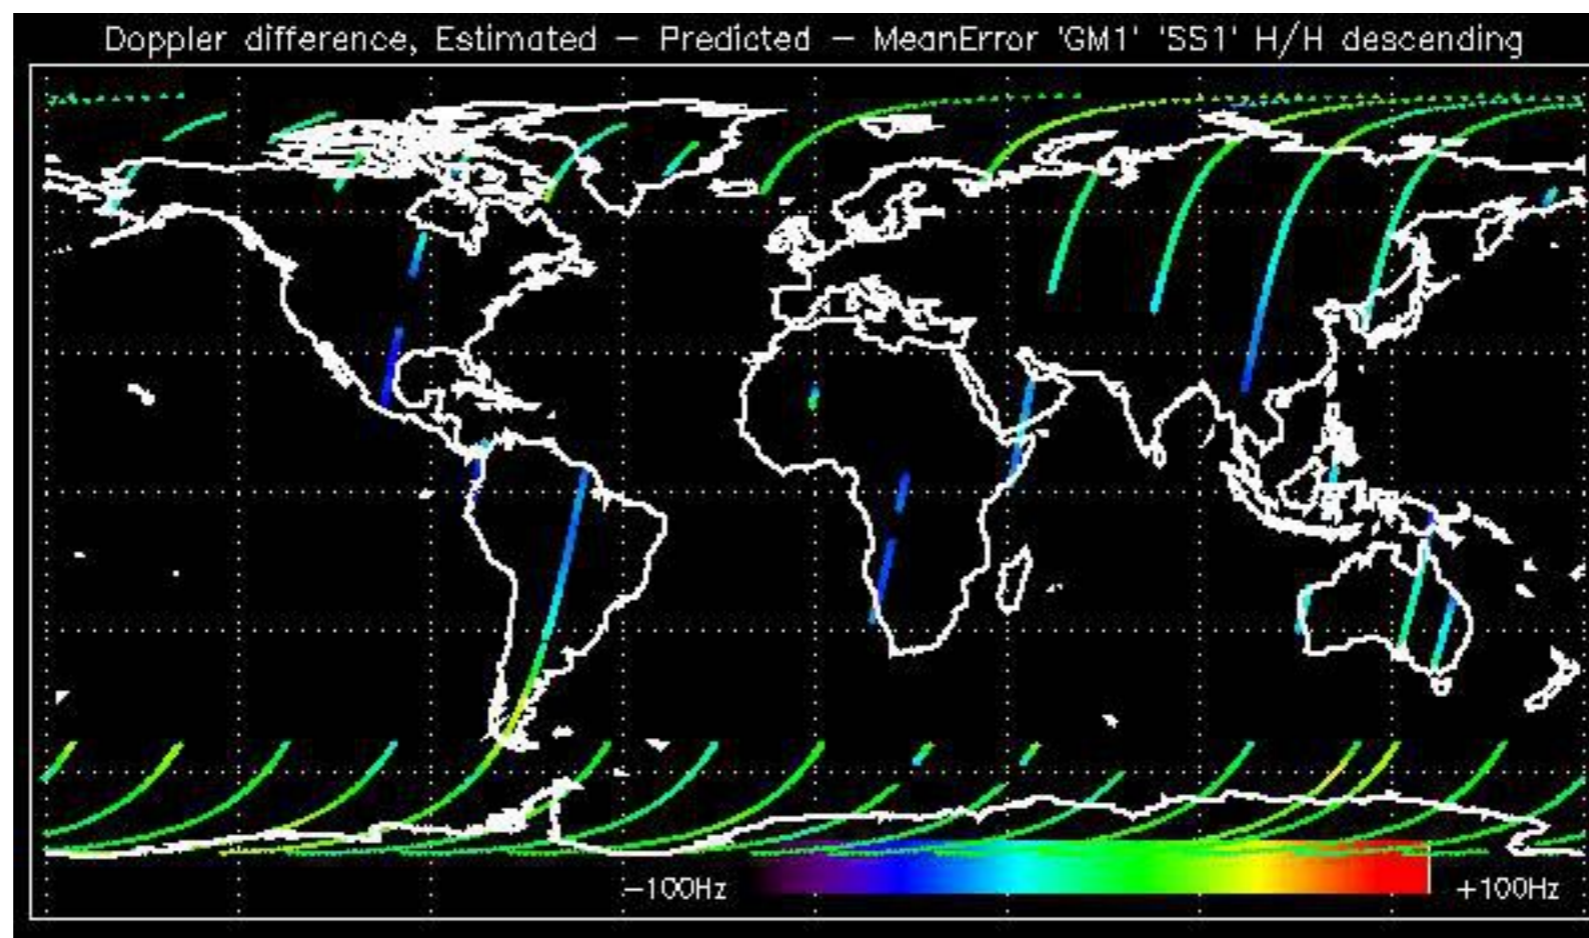 Doppler difference, Estimated − Predicted − MeanError 'GM1' 'SS1' H/H descending
−100Hz
+100Hz